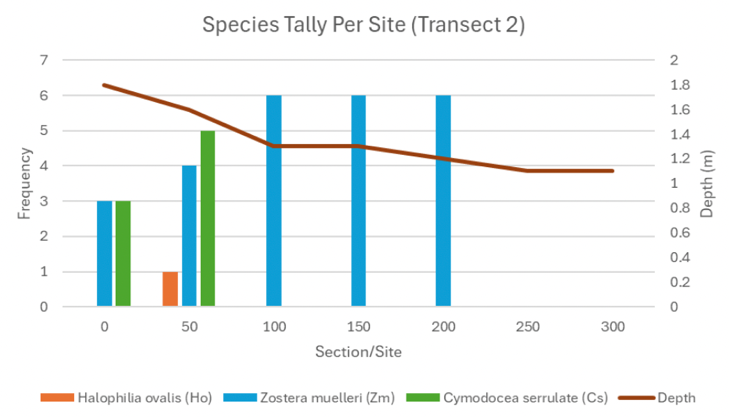 Species Tally Per Site (Transect 2)
7 2
6 1.8
1.6
5 1.4
4 1.2
1
3 0.8
2 0.6
0.4
1 0.2
0 0
Frequency
Depth (m)
0 50 100 150 200 250 300
Section/Site
Halophilia ovalis (Ho) Zostera muelleri (Zm) Cymodocea serrulate (Cs) Depth